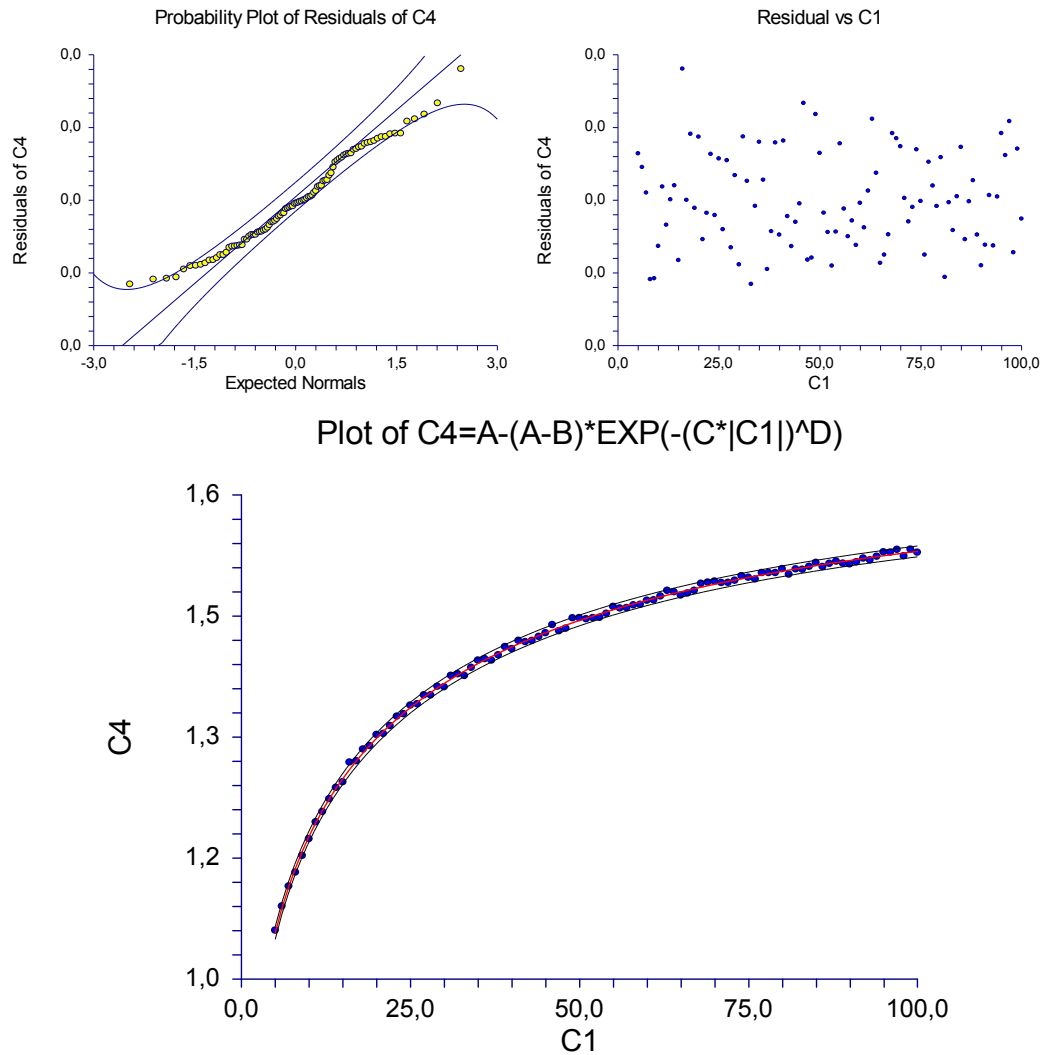 Probability Plot of Residuals of C4
0,0
0,0
0,0
0,0
0,0
Residuals of C4
-3,0 -1,5 0,0 1,5 3,0
Expected Normals
Residual vs C1
0,0
0,0
0,0
0,0
0,0
Residuals of C4
0,0 25,0 50,0 75,0 100,0
C1
Plot of C4=A-(A-B)*EXP(-(C*|C1|)^D)
1,6
1,5
1,3
1,2
1,0
C4
0,0 25,0 50,0 75,0 100,0
C1